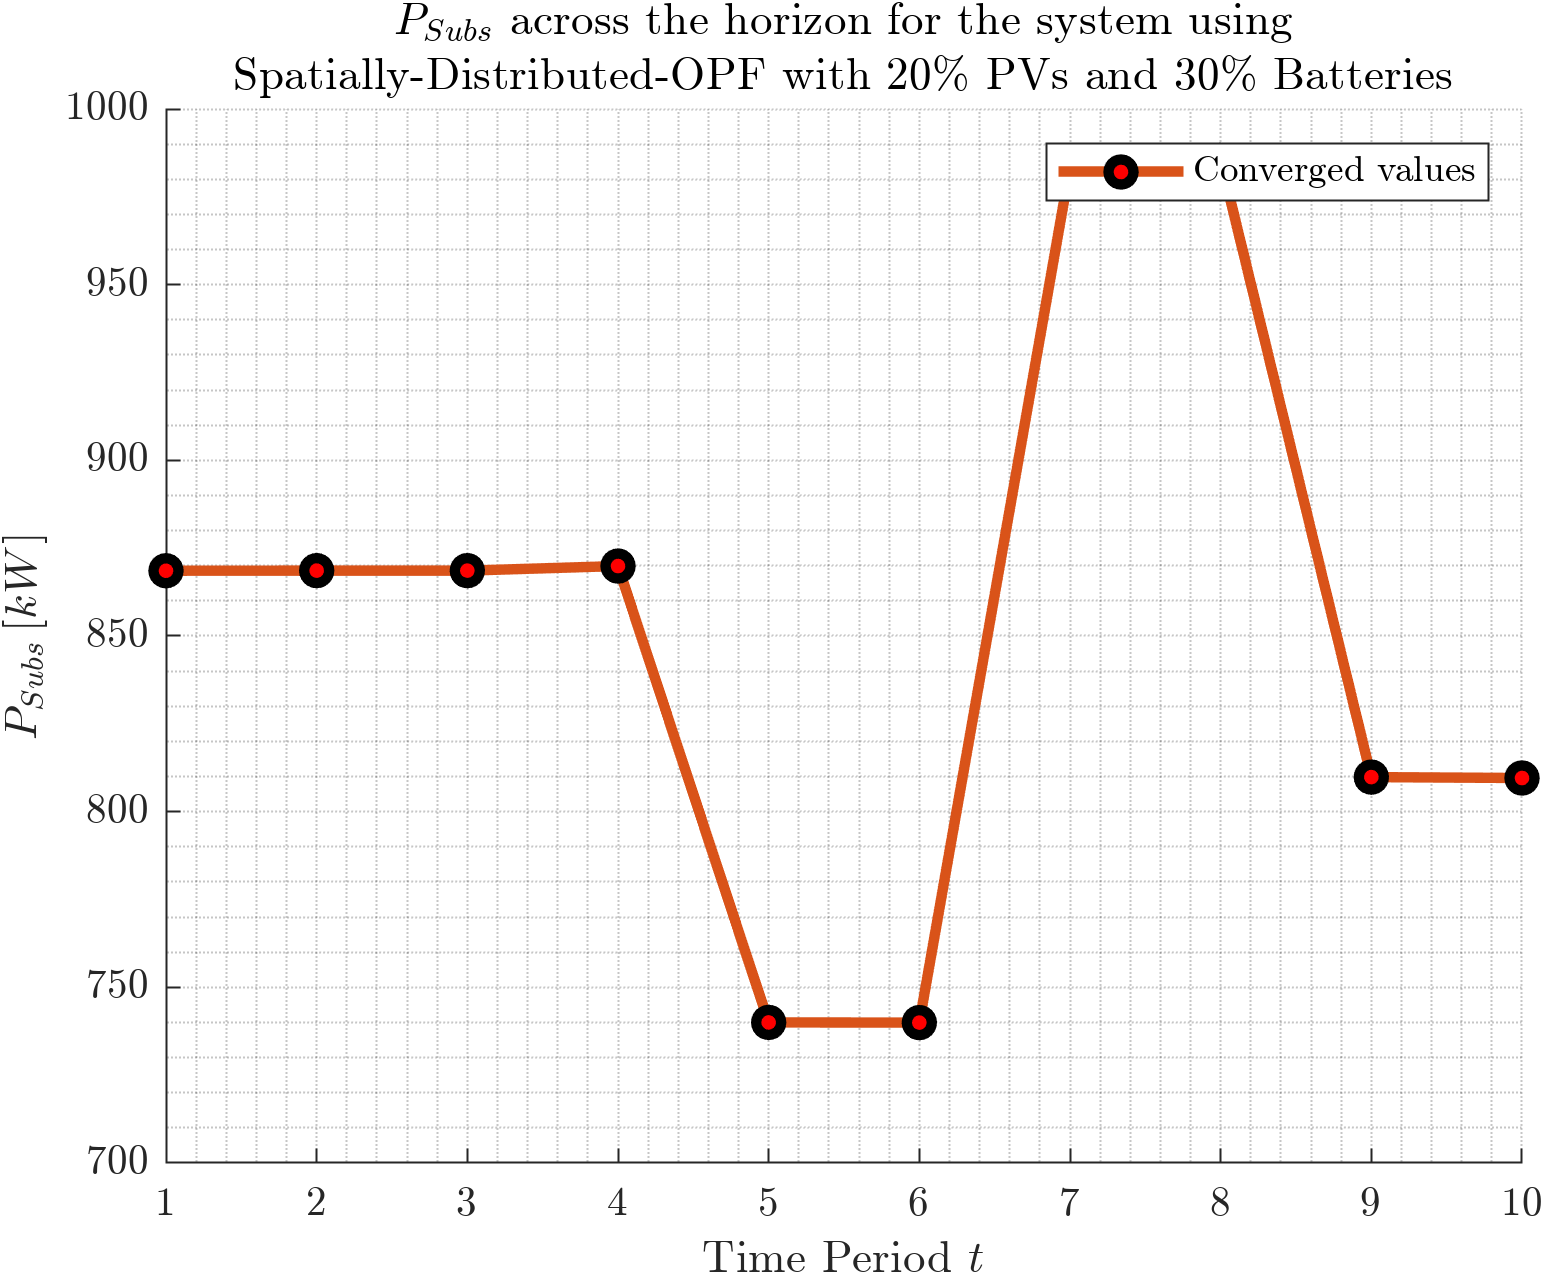 P_Subs across the horizon for the system using
Spatially-Distributed-OPF with 20% PVs and 30% Batteries
1000
950
900
850
800
750
700
P_Subs [kW]
Converged values
1 2 3 4 5 6 7 8 9 10
Time Period t